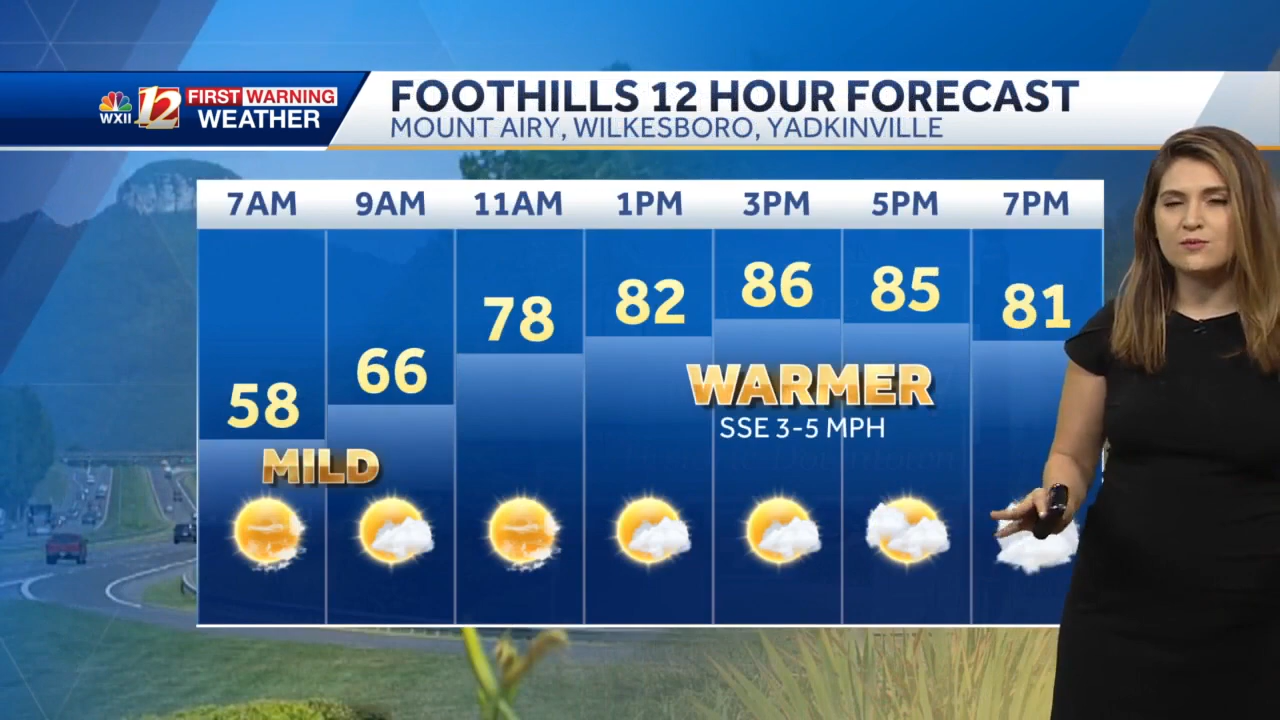 WXII 12 FIRST WARNING
WEATHER
FOOTHILLS 12 HOUR FORECAST
MOUNT AIRY, WILKESBORO, YADKINVILLE
7AM 9AM 11AM 1PM 3PM 5PM 7PM
58 66 78 82 86 85 81
MILD
WARMER
SSE 3-5 MPH